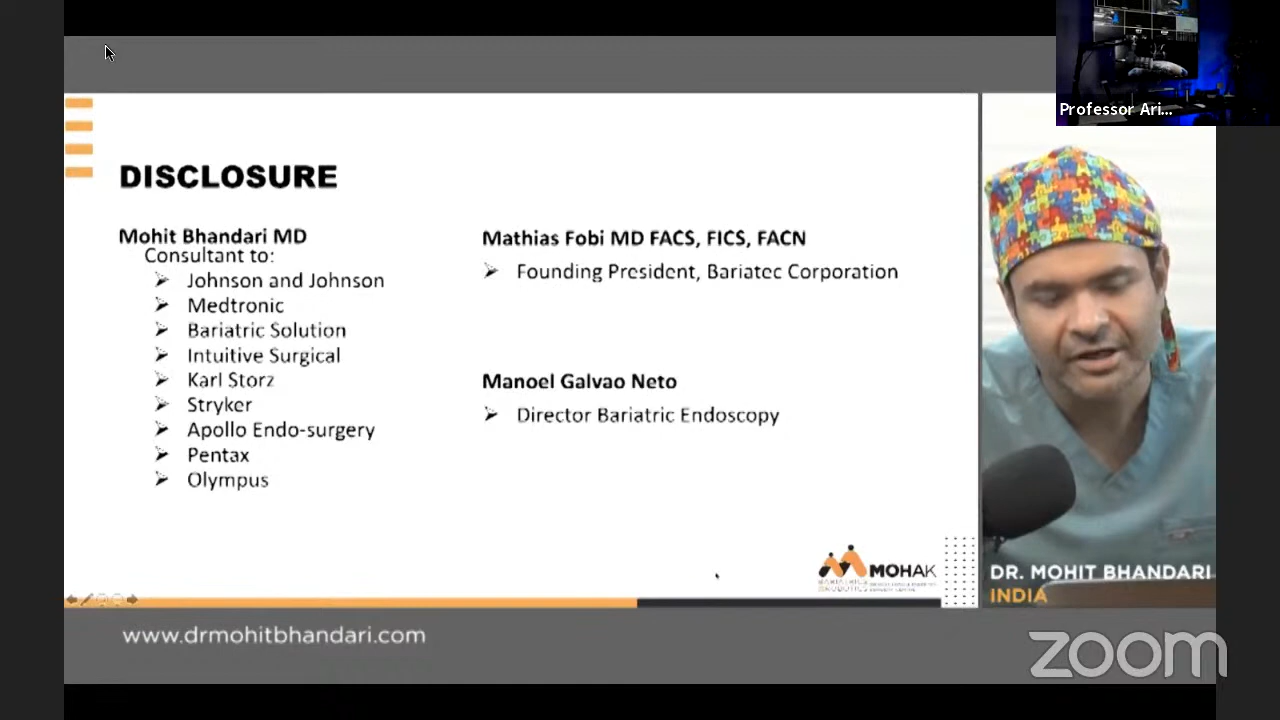 Professor Ari...
DISCLOSURE
Mohit Bhandari MD
Consultant to:
Johnson and Johnson
Medtronic
Bariatric Solution
Intuitive Surgical
Karl Storz
Stryker
Apollo Endo-surgery
Pentax
Olympus
Mathias Fobi MD FACS, FICS, FACN
Founding President, Bariatec Corporation
Manoel Galvao Neto
Director Bariatric Endoscopy
MOHAK
BARIATRICS
& ROBOTICS
DR. MOHIT BHANDARI
INDIA
www.drmohitbhandari.com
zoom